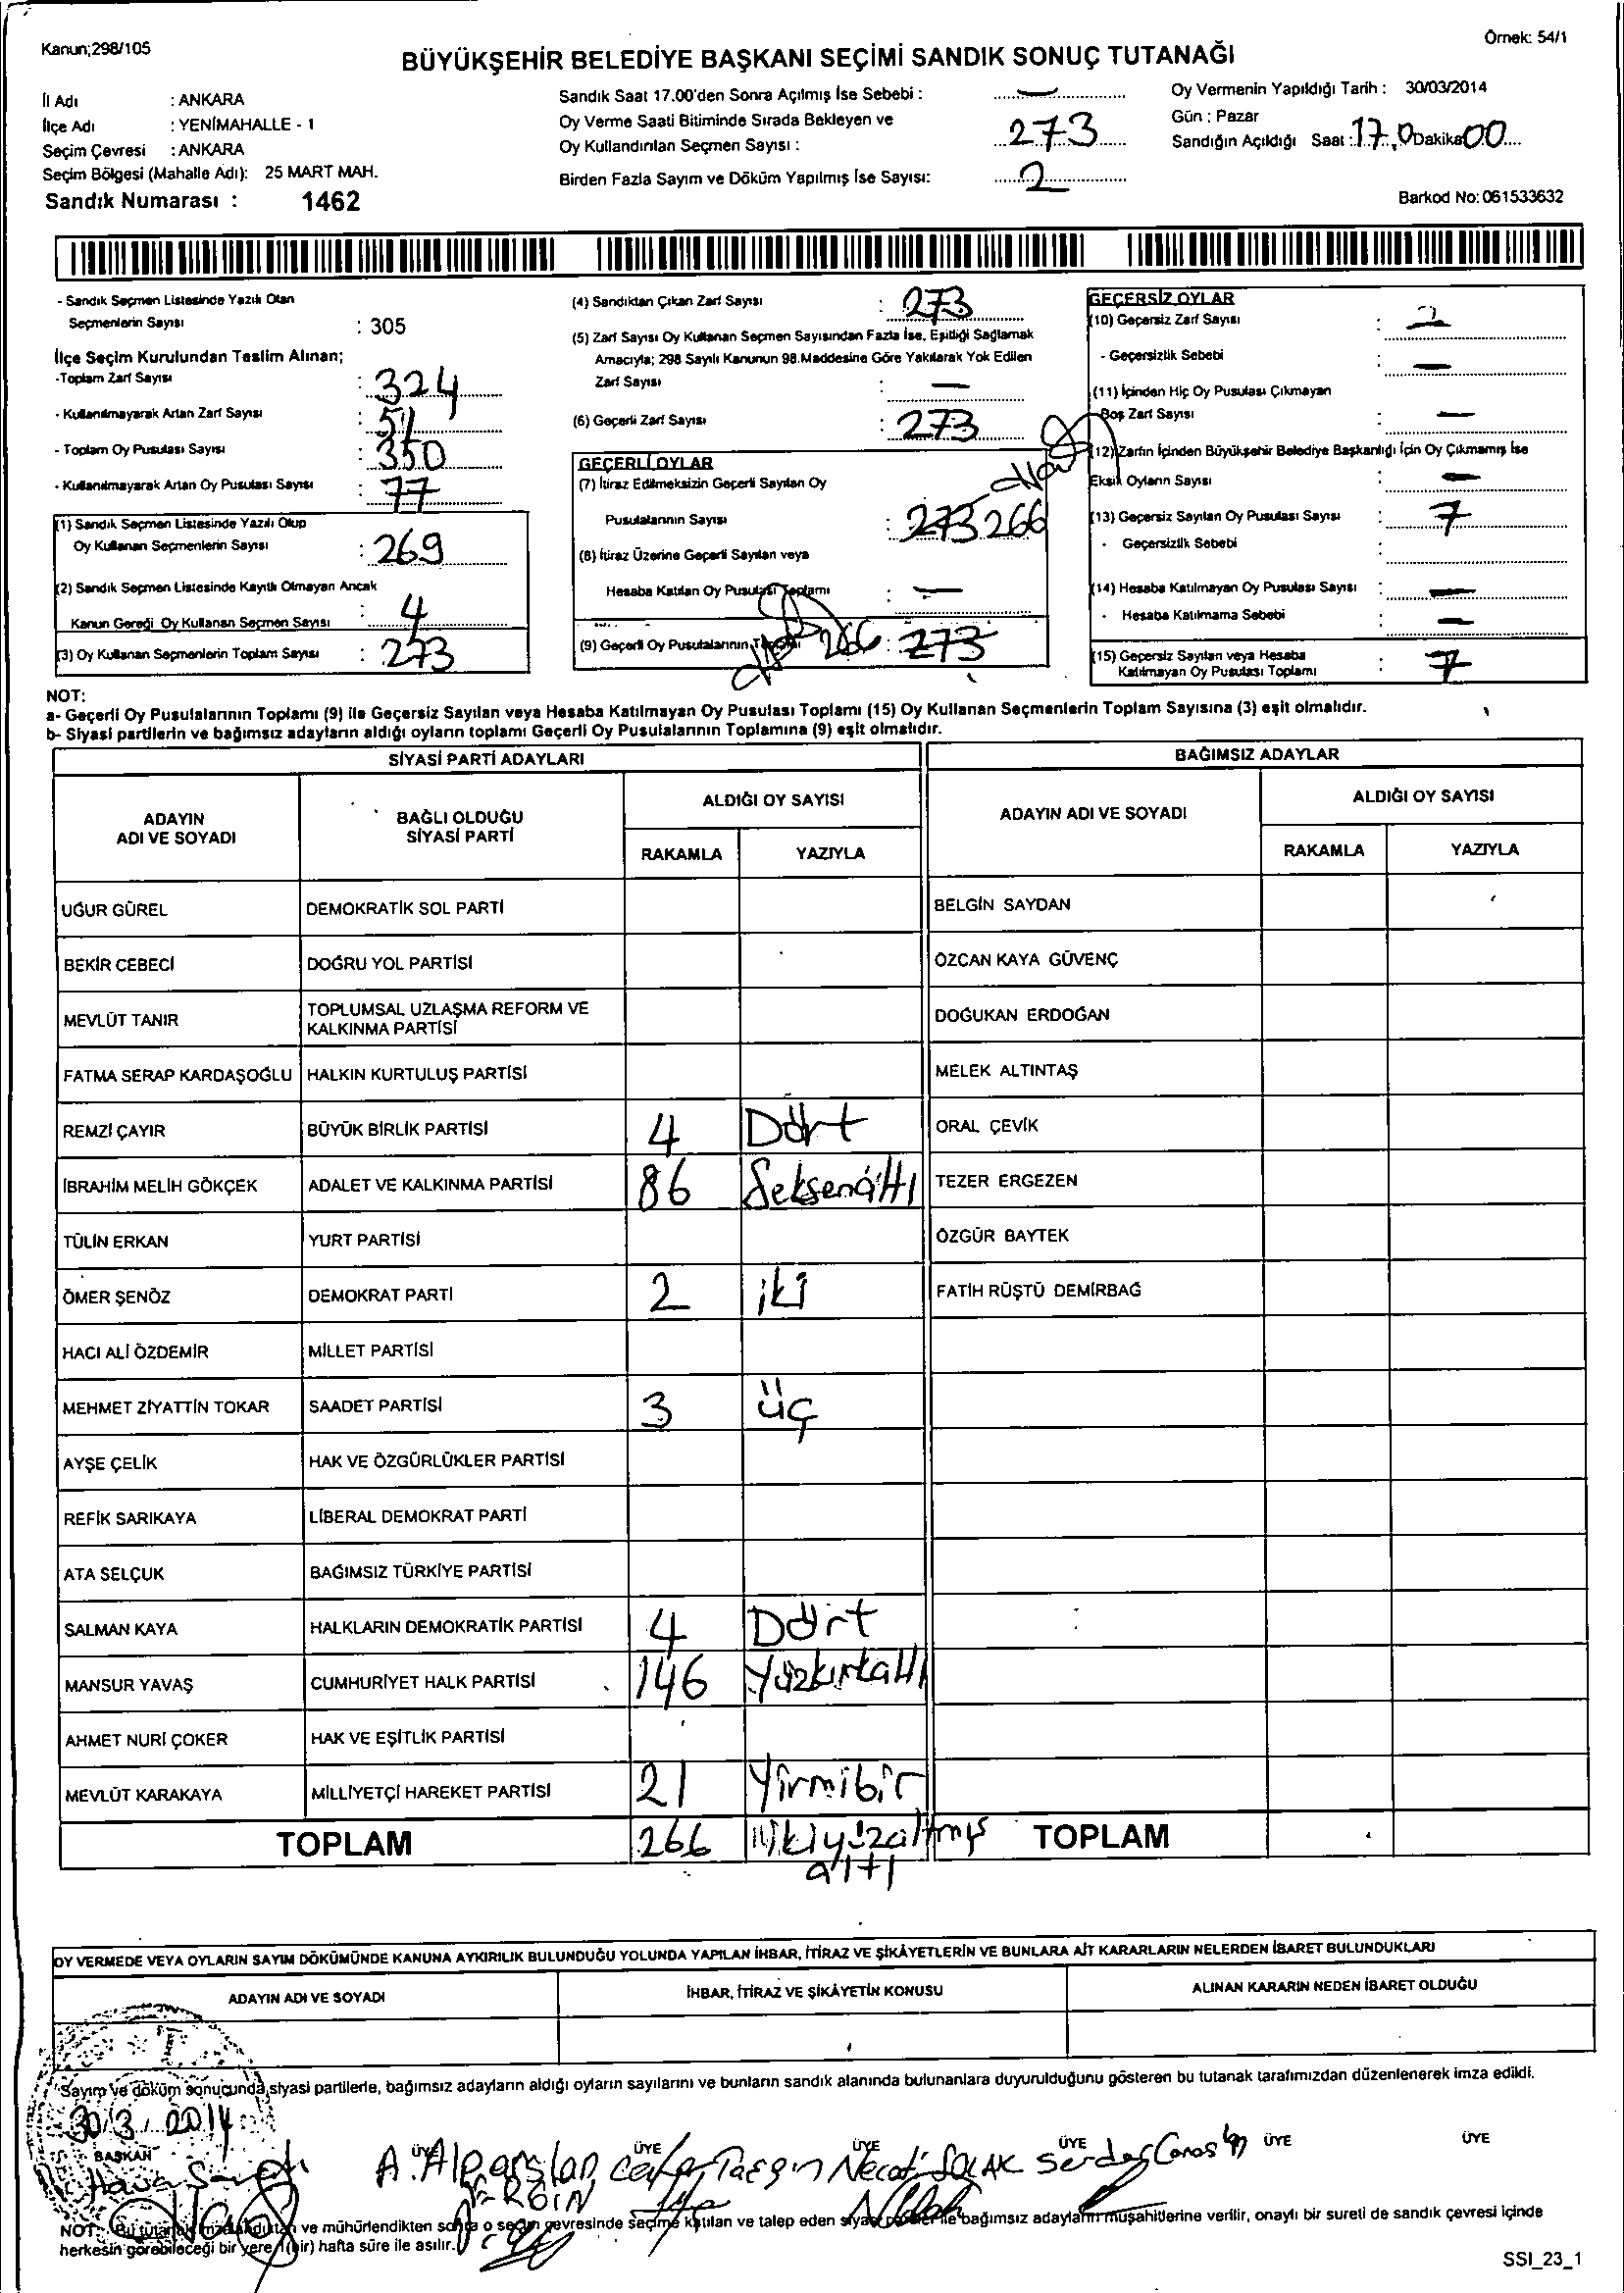 Kanun;298/105
Örnek: 54/1
BÜYÜKŞEHİR BELEDİYE BAŞKANI SEÇİMİ SANDIK SONUÇ TUTANAĞI
İl Adı : ANKARA
İlçe Adı : YENİMAHALLE - 1
Seçim Çevresi : ANKARA
Seçim Bölgesi (Mahalle Adı): 25 MART MAH.
Sandık Numarası : 1462
Sandık Saat 17.00'den Sonra Açılmış İse Sebebi : —
Oy Verme Saati Bitiminde Sırada Bekleyen ve
Oy Kullandırılan Seçmen Sayısı : 273
Birden Fazla Sayım ve Döküm Yapılmış İse Sayısı: 2
Oy Vermenin Yapıldığı Tarih : 30/03/2014
Gün : Pazar
Sandığın Açıldığı Saat : 17,0 Dakika 00
Barkod No: 061533632
- Sandık Seçmen Listesinde Yazılı Olan
Seçmenlerin Sayısı : 305
İlçe Seçim Kurulundan Teslim Alınan;
-Toplam Zarf Sayısı : 324
- Kullanılmayarak Artan Zarf Sayısı : 51
- Toplam Oy Pusulası Sayısı : 350
- Kullanılmayarak Artan Oy Pusulası Sayısı : 77
(1) Sandık Seçmen Listesinde Yazılı Olup
Oy Kullanan Seçmenlerin Sayısı : 269
(2) Sandık Seçmen Listesinde Kayıtlı Olmayan Ancak
Kanun Gereği Oy Kullanan Seçmen Sayısı : 4
(3) Oy Kullanan Seçmenlerin Toplam Sayısı : 273
(4) Sandıktan Çıkan Zarf Sayısı : 273
(5) Zarf Sayısı Oy Kullanan Seçmen Sayısından Fazla İse, Eşitliği Sağlamak
Amacıyla; 298 Sayılı Kanunun 98.Maddesine Göre Yakılarak Yok Edilen
Zarf Sayısı : —
(6) Geçerli Zarf Sayısı : 273
GEÇERLİ OYLAR
(7) İtiraz Edilmeksizin Geçerli Sayılan Oy
Pusulalarının Sayısı : 273 266
(8) İtiraz Üzerine Geçerli Sayılan veya
Hesaba Katılan Oy Pusulası Toplamı : —
(9) Geçerli Oy Pusulalarının Toplamı 266 : 273
GEÇERSİZ OYLAR
(10) Geçersiz Zarf Sayısı :
- Geçersizlik Sebebi : —
(11) İçinden Hiç Oy Pusulası Çıkmayan
Boş Zarf Sayısı : —
(12) Zarfın İçinden Büyükşehir Belediye Başkanlığı İçin Oy Çıkmamış İse
Eksik Oyların Sayısı : —
(13) Geçersiz Sayılan Oy Pusulası Sayısı : 7
- Geçersizlik Sebebi :
(14) Hesaba Katılmayan Oy Pusulası Sayısı : —
- Hesaba Katılmama Sebebi : —
(15) Geçersiz Sayılan veya Hesaba
Katılmayan Oy Pusulası Toplamı : 7
NOT:
a- Geçerli Oy Pusulalarının Toplamı (9) ile Geçersiz Sayılan veya Hesaba Katılmayan Oy Pusulası Toplamı (15) Oy Kullanan Seçmenlerin Toplam Sayısına (3) eşit olmalıdır.
b- Siyasi partilerin ve bağımsız adayların aldığı oyların toplamı Geçerli Oy Pusulalarının Toplamına (9) eşit olmalıdır.
SİYASİ PARTİ ADAYLARI
ADAYIN ADI VE SOYADI
BAĞLI OLDUĞU SİYASİ PARTİ
ALDIĞI OY SAYISI
RAKAMLA YAZIYLA
UĞUR GÜREL DEMOKRATİK SOL PARTİ
BEKİR CEBECİ DOĞRU YOL PARTİSİ
MEVLÜT TANIR TOPLUMSAL UZLAŞMA REFORM VE
KALKINMA PARTİSİ
FATMA SERAP KARDAŞOĞLU HALKIN KURTULUŞ PARTİSİ
REMZİ ÇAYIR BÜYÜK BİRLİK PARTİSİ 4 Dört
İBRAHİM MELİH GÖKÇEK ADALET VE KALKINMA PARTİSİ 86 Seksenaltı
TÜLİN ERKAN YURT PARTİSİ
ÖMER ŞENÖZ DEMOKRAT PARTİ 2 iki
HACI ALİ ÖZDEMİR MİLLET PARTİSİ
MEHMET ZİYATTİN TOKAR SAADET PARTİSİ 3 üç
AYŞE ÇELİK HAK VE ÖZGÜRLÜKLER PARTİSİ
REFİK SARIKAYA LİBERAL DEMOKRAT PARTİ
ATA SELÇUK BAĞIMSIZ TÜRKİYE PARTİSİ
SALMAN KAYA HALKLARIN DEMOKRATİK PARTİSİ 4 Dört
MANSUR YAVAŞ CUMHURİYET HALK PARTİSİ 146 Yüzkırkaltı
AHMET NURİ ÇOKER HAK VE EŞİTLİK PARTİSİ
MEVLÜT KARAKAYA MİLLİYETÇİ HAREKET PARTİSİ 21 Yirmibir
TOPLAM 266 ikiyüzaltmış
altı
BAĞIMSIZ ADAYLAR
ADAYIN ADI VE SOYADI
ALDIĞI OY SAYISI
RAKAMLA YAZIYLA
BELGİN SAYDAN
ÖZCAN KAYA GÜVENÇ
DOĞUKAN ERDOĞAN
MELEK ALTINTAŞ
ORAL ÇEVİK
TEZER ERGEZEN
ÖZGÜR BAYTEK
FATİH RÜŞTÜ DEMİRBAĞ
TOPLAM
OY VERMEDE VEYA OYLARIN SAYIM DÖKÜMÜNDE KANUNA AYKIRILIK BULUNDUĞU YOLUNDA YAPILAN İHBAR, İTİRAZ VE ŞİKÂYETLERİN VE BUNLARA AİT KARARLARIN NELERDEN İBARET BULUNDUKLARI
ADAYIN ADI VE SOYADI İHBAR, İTİRAZ VE ŞİKÂYETİN KONUSU ALINAN KARARIN NEDEN İBARET OLDUĞU
Sayım ve döküm sonucunda siyasi partilerle, bağımsız adayların aldığı oyların sayılarını ve bunların sandık alanında bulunanlara duyurulduğunu gösteren bu tutanak tarafımızdan düzenlenerek imza edildi.
30/3/2014
BAŞKAN ÜYE ÜYE ÜYE ÜYE ÜYE ÜYE
A. Alparslan Necati Serdar
NOT: Bu tutanak imzalandıktan ve mühürlendikten sonra o seçim çevresinde seçime katılan ve talep eden siyasi partiler ile bağımsız adayların müşahitlerine verilir, onaylı bir sureti de sandık çevresi içinde
herkesin görebileceği bir yere 1 (bir) hafta süre ile asılır.
SSI_23_1